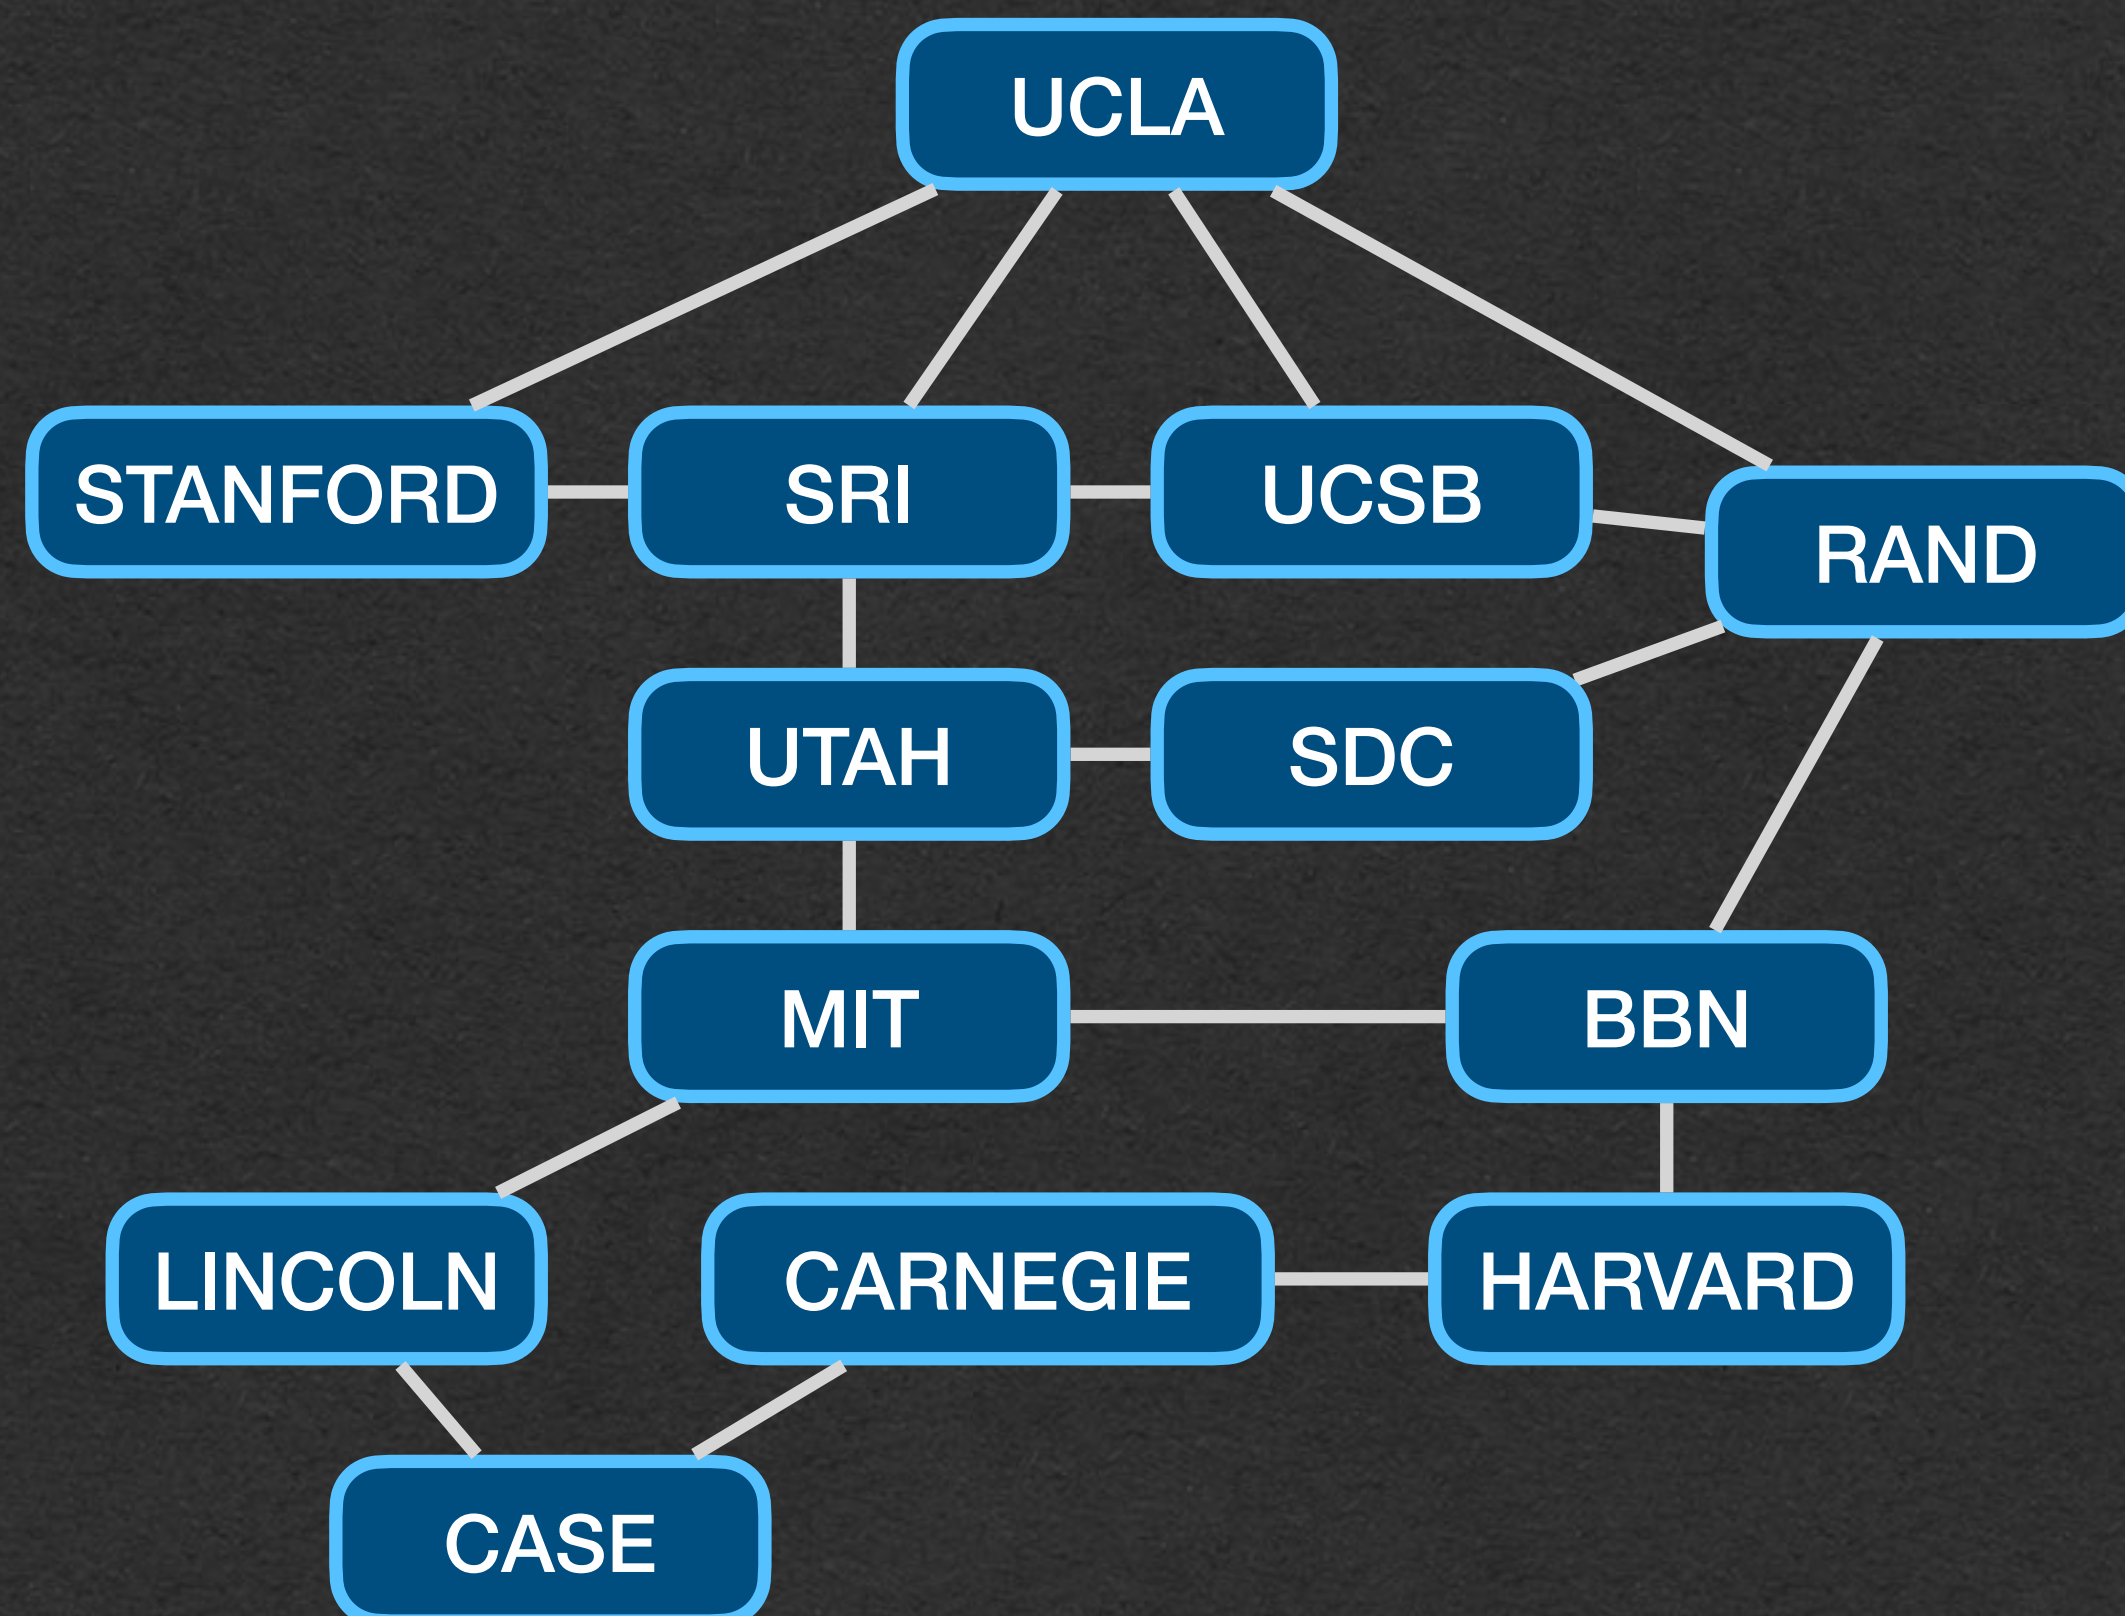 UCLA
STANFORD
SRI
UCSB
RAND
UTAH
SDC
MIT
BBN
LINCOLN
CARNEGIE
HARVARD
CASE